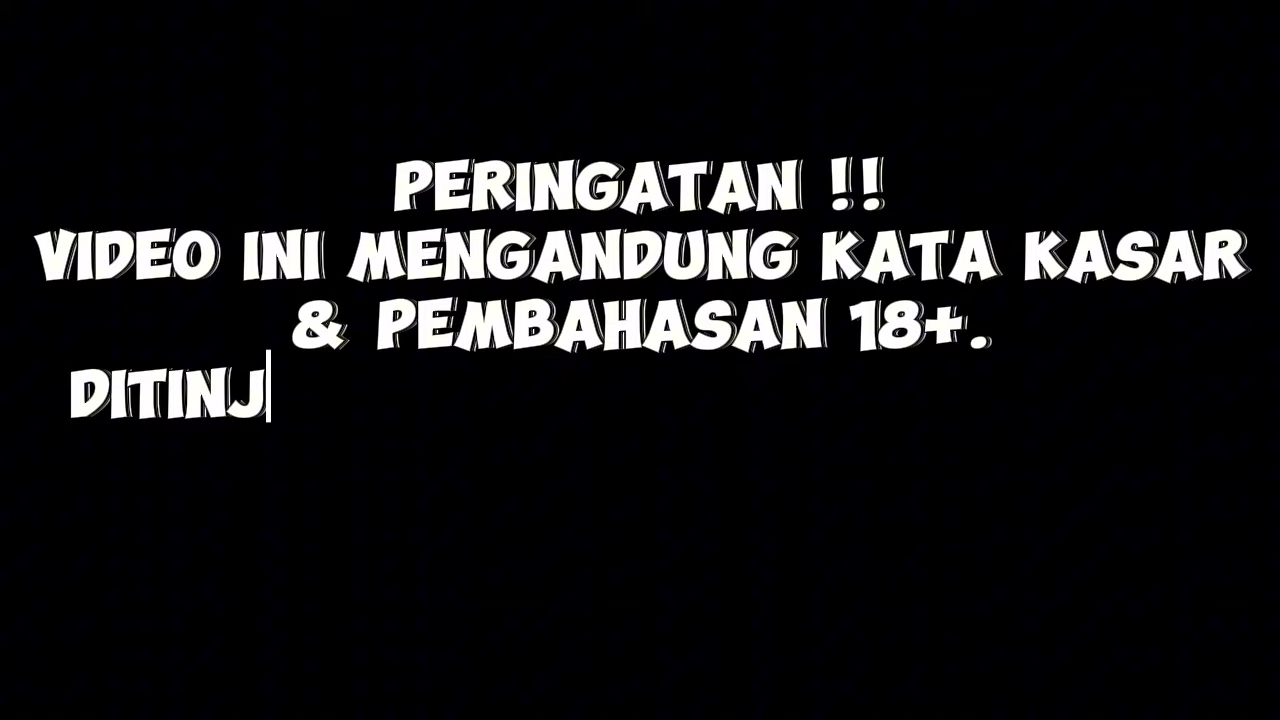 PERINGATAN !!
VIDEO INI MENGANDUNG KATA KASAR
& PEMBAHASAN 18+.
DITINJ